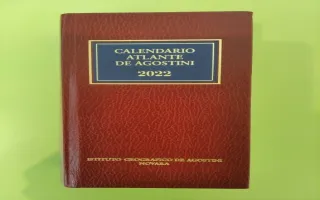 CALENDARIO
ATLANTE
DE AGOSTINI
2022
ISTITUTO GEOGRAFICO DE AGOSTINI
NOVARA